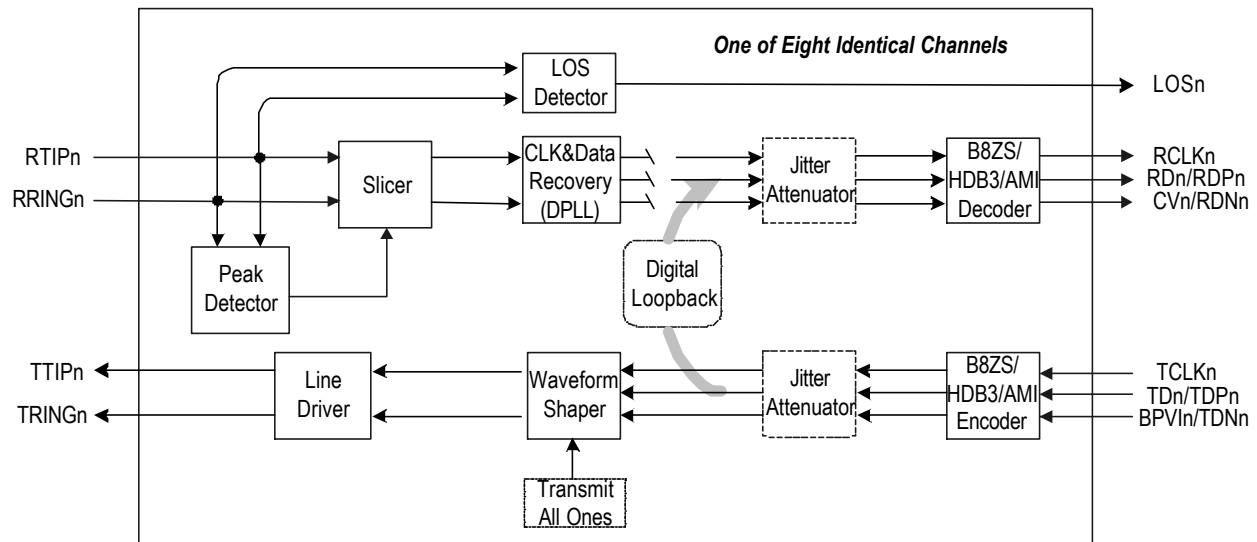 One of Eight Identical Channels
LOS
Detector
LOSn
RTIPn
RRINGn
Slicer
CLK&Data
Recovery
(DPLL)
Jitter
Attenuator
B8ZS/
HDB3/AMI
Decoder
RCLKn
RDn/RDPn
CVn/RDNn
Peak
Detector
Digital
Loopback
TTIPn
TRINGn
Line
Driver
Waveform
Shaper
Jitter
Attenuator
B8ZS/
HDB3/AMI
Encoder
TCLKn
TDn/TDPn
BPVIn/TDNn
Transmit
All Ones